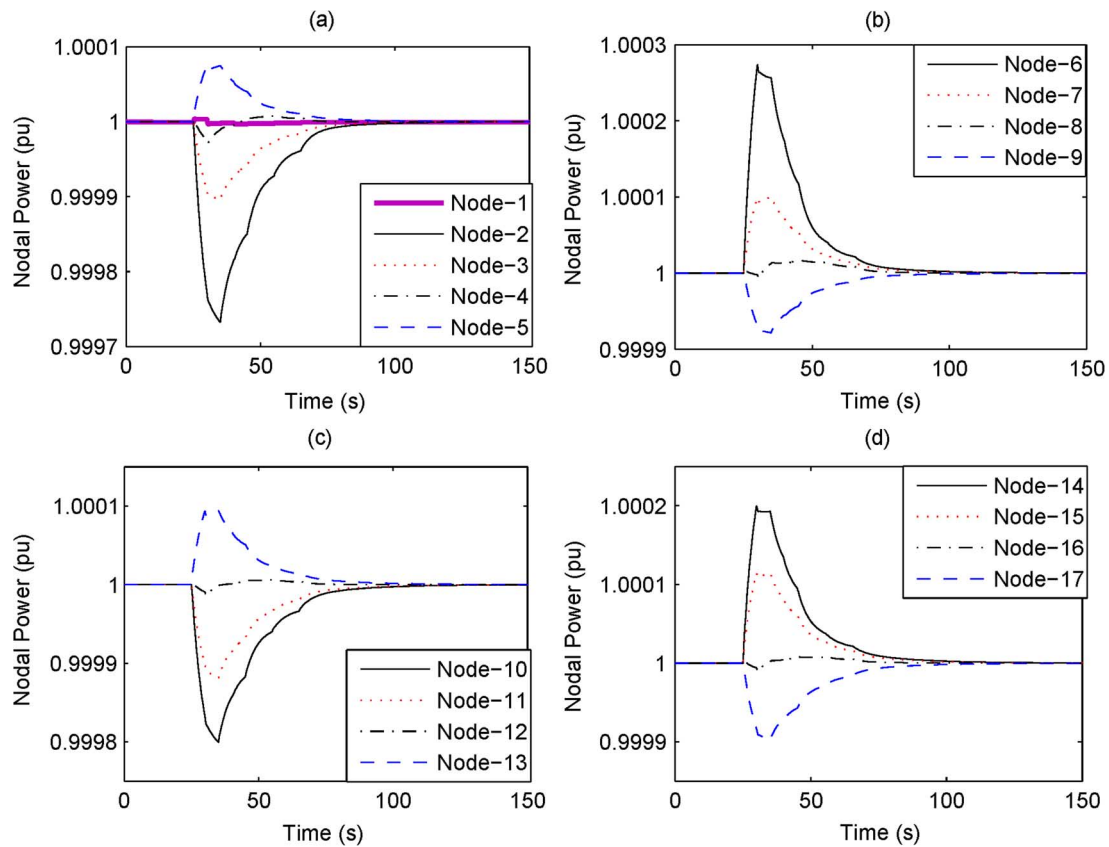 (a)
1.0001
1
0.9999
0.9998
0.9997
Nodal Power (pu)
0
50
100
150
Time (s)
Node-1
Node-2
Node-3
Node-4
Node-5
(b)
1.0003
1.0002
1.0001
1
0.9999
Nodal Power (pu)
0
50
100
150
Time (s)
Node-6
Node-7
Node-8
Node-9
(c)
1.0001
1
0.9999
0.9998
Nodal Power (pu)
0
50
100
150
Time (s)
Node-10
Node-11
Node-12
Node-13
(d)
1.0002
1.0001
1
0.9999
Nodal Power (pu)
0
50
100
150
Time (s)
Node-14
Node-15
Node-16
Node-17